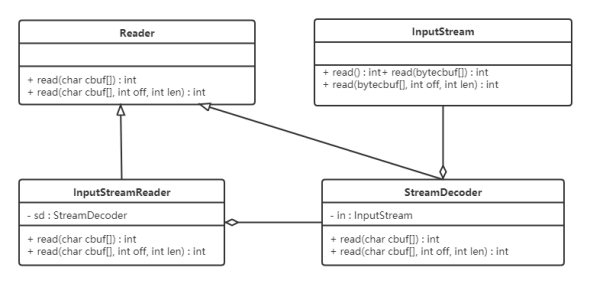 Reader
+ read(char cbuf[]) : int
+ read(char cbuf[], int off, int len) : int
InputStream
+ read() : int+ read(bytecbuf[]) : int
+ read(bytecbuf[], int off, int len) : int
InputStreamReader
- sd : StreamDecoder
+ read(char cbuf[]) : int
+ read(char cbuf[], int off, int len) : int
StreamDecoder
- in : InputStream
+ read(char cbuf[]) : int
+ read(char cbuf[], int off, int len) : int